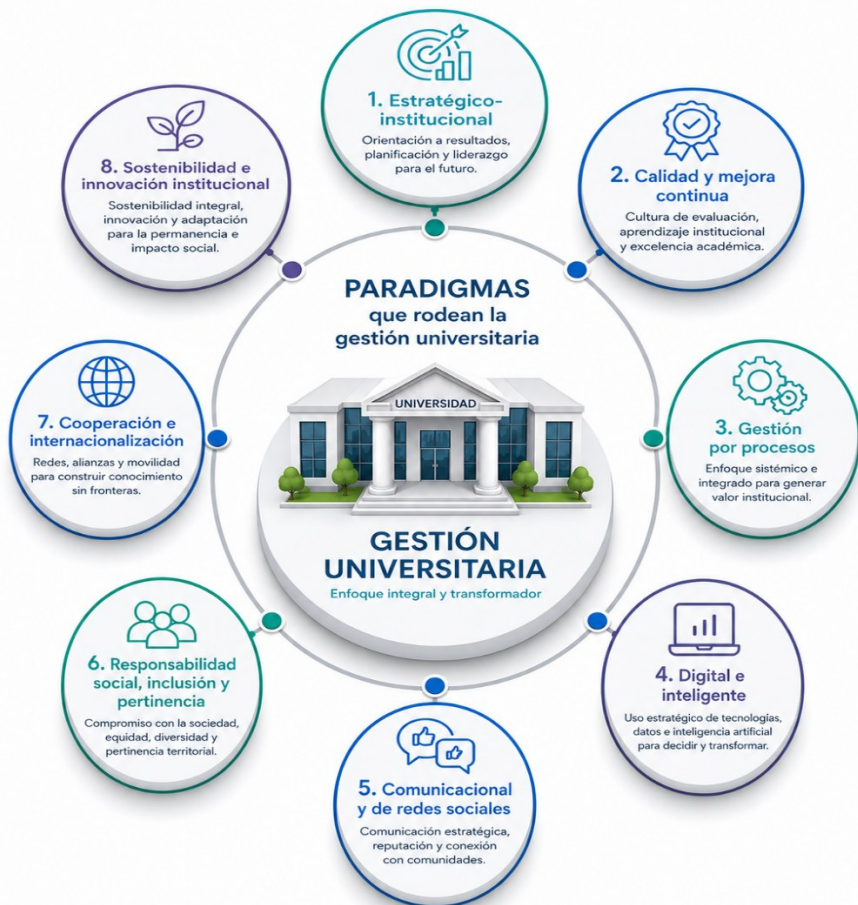 PARADIGMAS
que rodean la
gestión universitaria
UNIVERSIDAD
GESTIÓN
UNIVERSITARIA
Enfoque integral y transformador
1. Estratégico-
institucional
Orientación a resultados,
planificación y liderazgo
para el futuro.
2. Calidad y mejora
continua
Cultura de evaluación,
aprendizaje institucional
y excelencia académica.
3. Gestión
por procesos
Enfoque sistémico e
integrado para generar
valor institucional.
4. Digital e
inteligente
Uso estratégico de tecnologías,
datos e inteligencia artificial
para decidir y transformar.
5. Comunicacional
y de redes sociales
Comunicación estratégica,
reputación y conexión
con comunidades.
6. Responsabilidad
social, inclusión y
pertinencia
Compromiso con la sociedad,
equidad, diversidad y
pertinencia territorial.
7. Cooperación e
internacionalización
Redes, alianzas y movilidad
para construir conocimiento
sin fronteras.
8. Sostenibilidad e
innovación institucional
Sostenibilidad integral,
innovación y adaptación
para la permanencia e
impacto social.